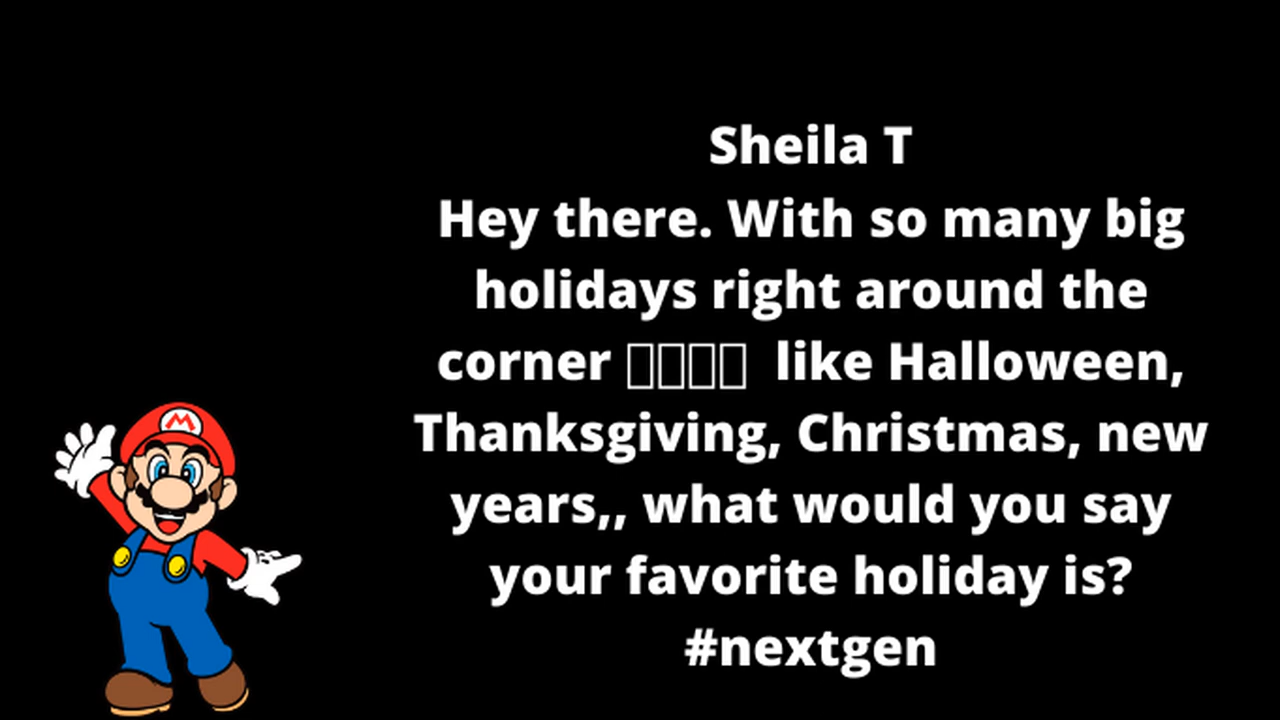 Sheila T
Hey there. With so many big
holidays right around the
corner □□□□ like Halloween,
Thanksgiving, Christmas, new
years,, what would you say
your favorite holiday is?
#nextgen
M